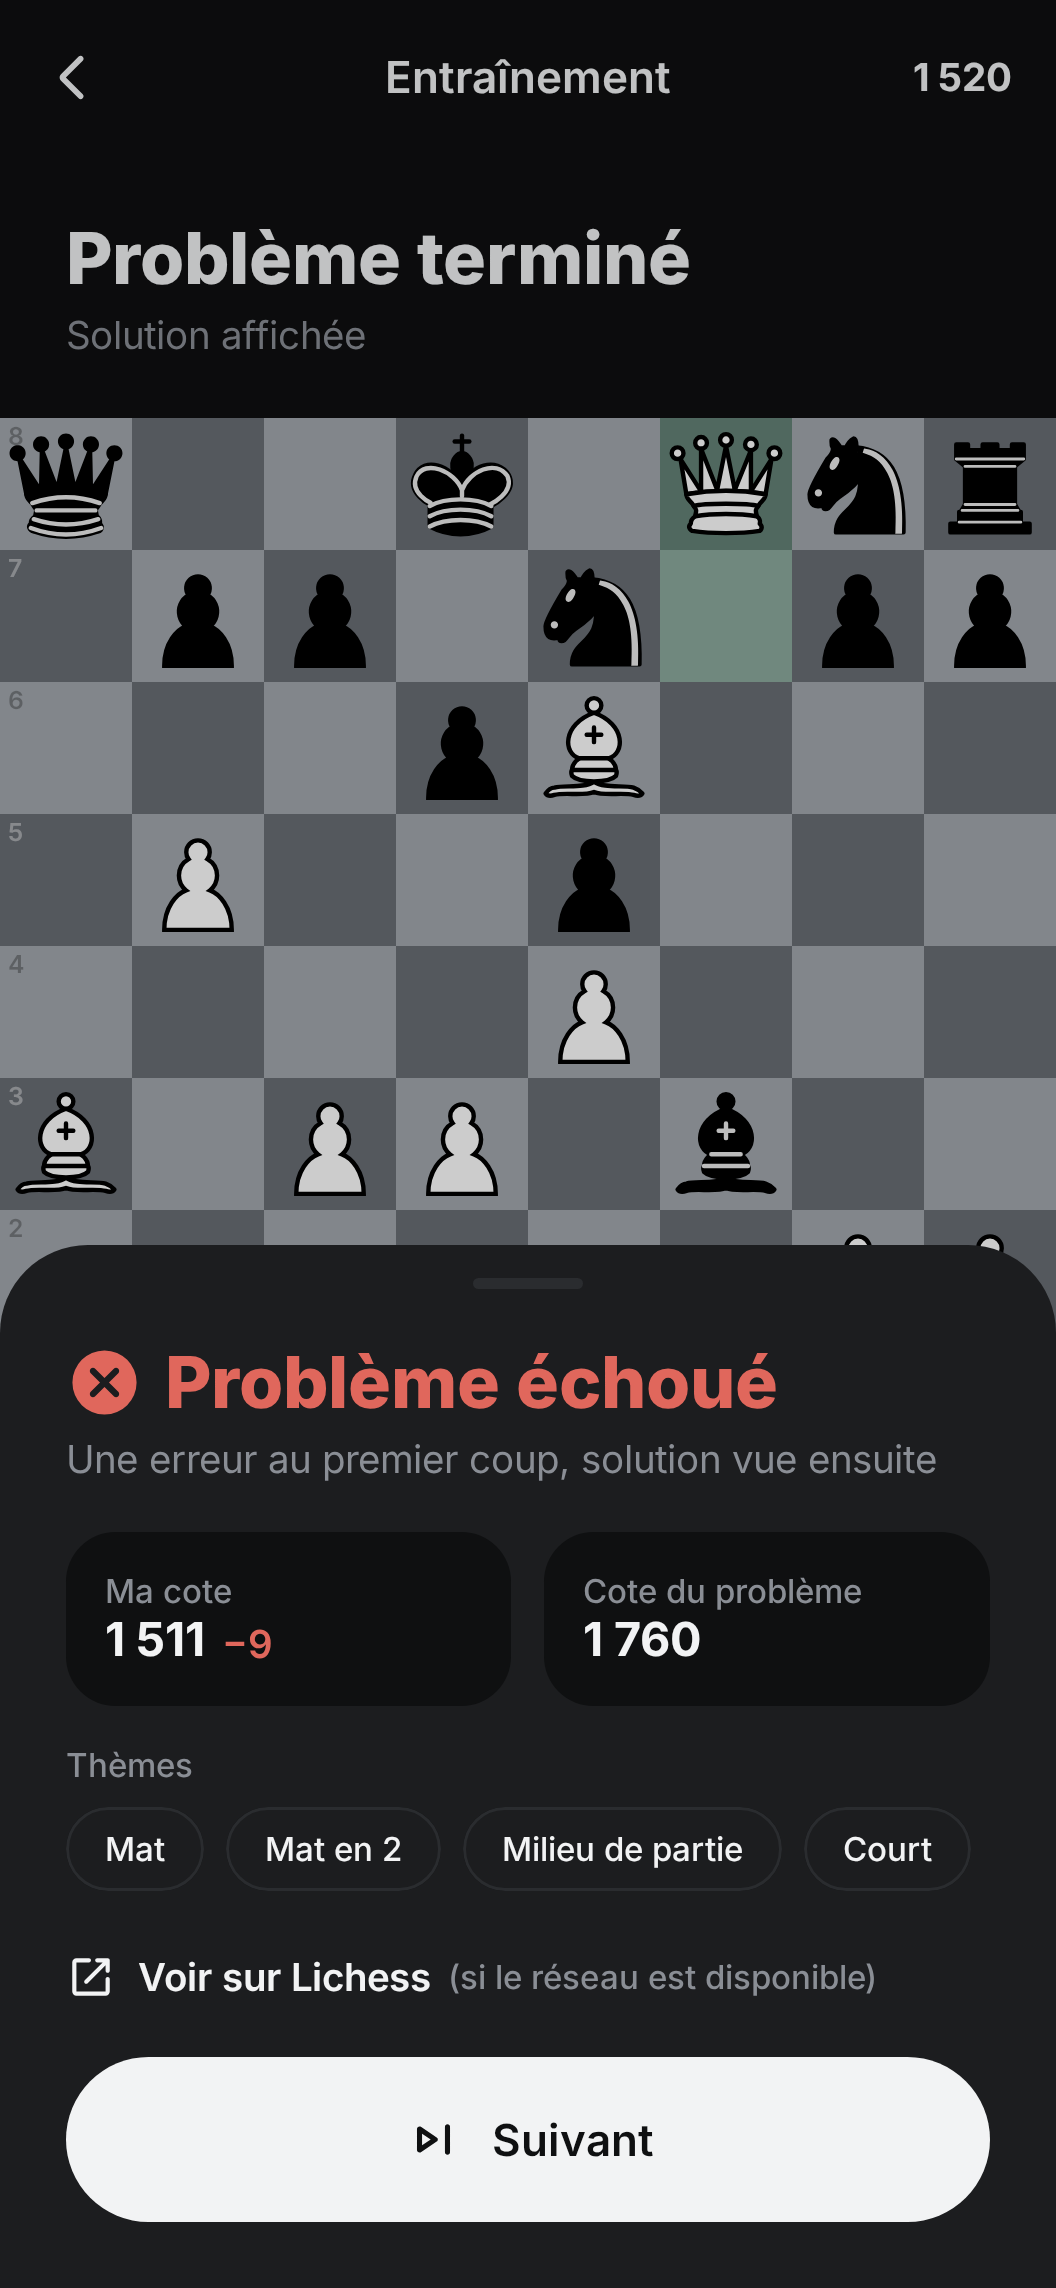 Entraînement
1 520
Problème terminé
Solution affichée
8
7
6
5
4
3
2
Problème échoué
Une erreur au premier coup, solution vue ensuite
Ma cote
1 511 −9
Cote du problème
1 760
Thèmes
Mat
Mat en 2
Milieu de partie
Court
Voir sur Lichess (si le réseau est disponible)
Suivant